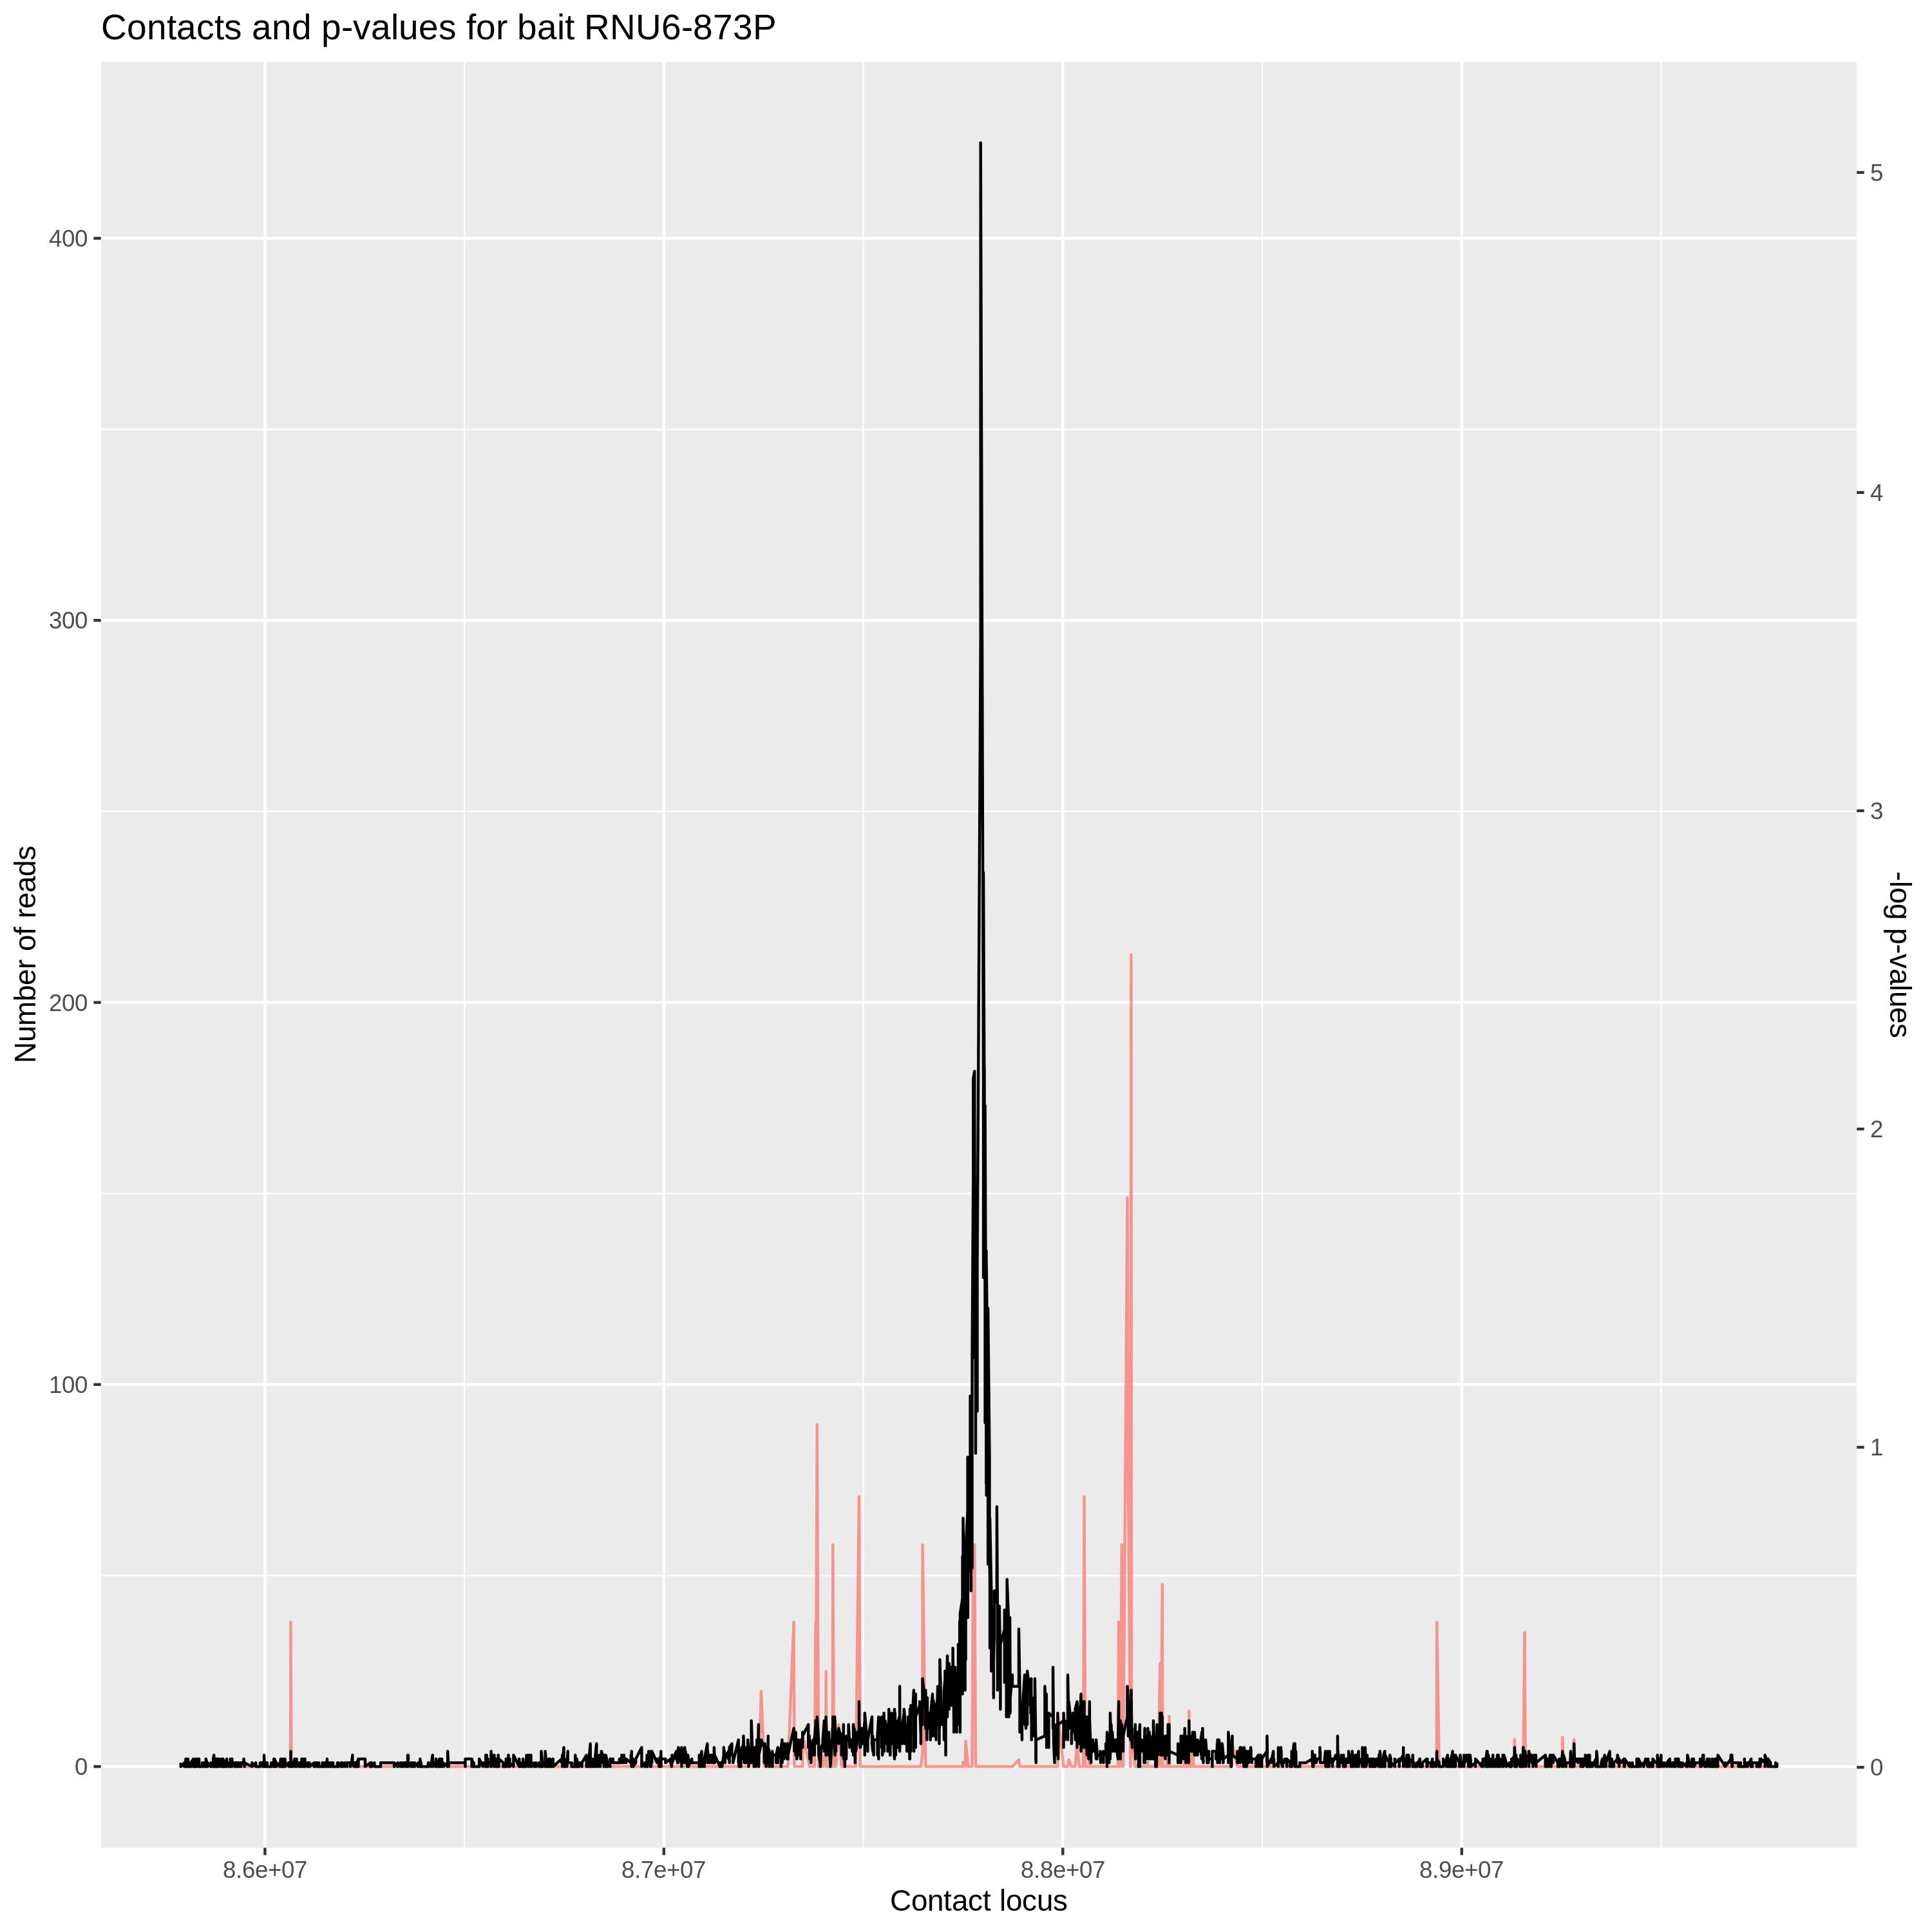 Contacts and p-values for bait RNU6-873P
Number of reads
400
300
200
100
0
5
4
3
2
1
0
-log p-values
8.6e+07
8.7e+07
8.8e+07
8.9e+07
Contact locus